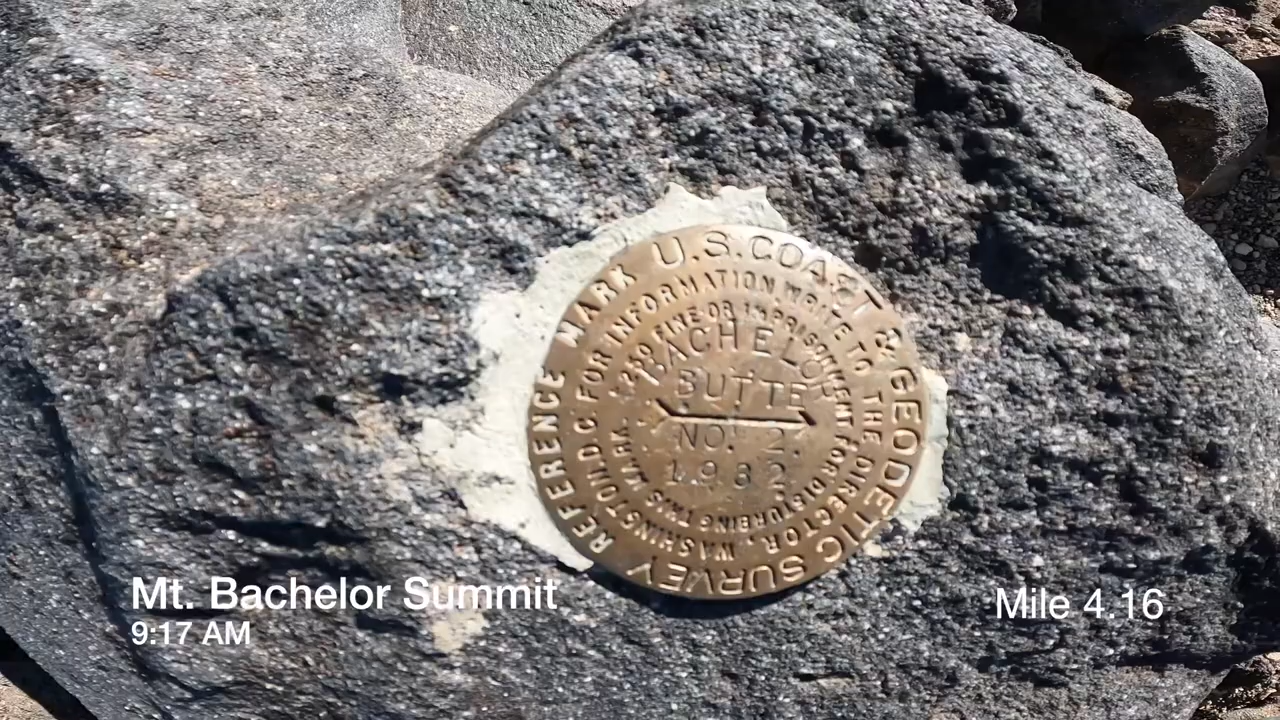 U.S. COAST & GEODETIC SURVEY
REFERENCE MARK
FOR INFORMATION WRITE TO THE DIRECTOR, WASHINGTON, D.C.
$250 FINE OR IMPRISONMENT FOR DISTURBING THIS MARK.
BACHELOR
BUTTE
NO. 2.
1982
Mt. Bachelor Summit
9:17 AM
Mile 4.16